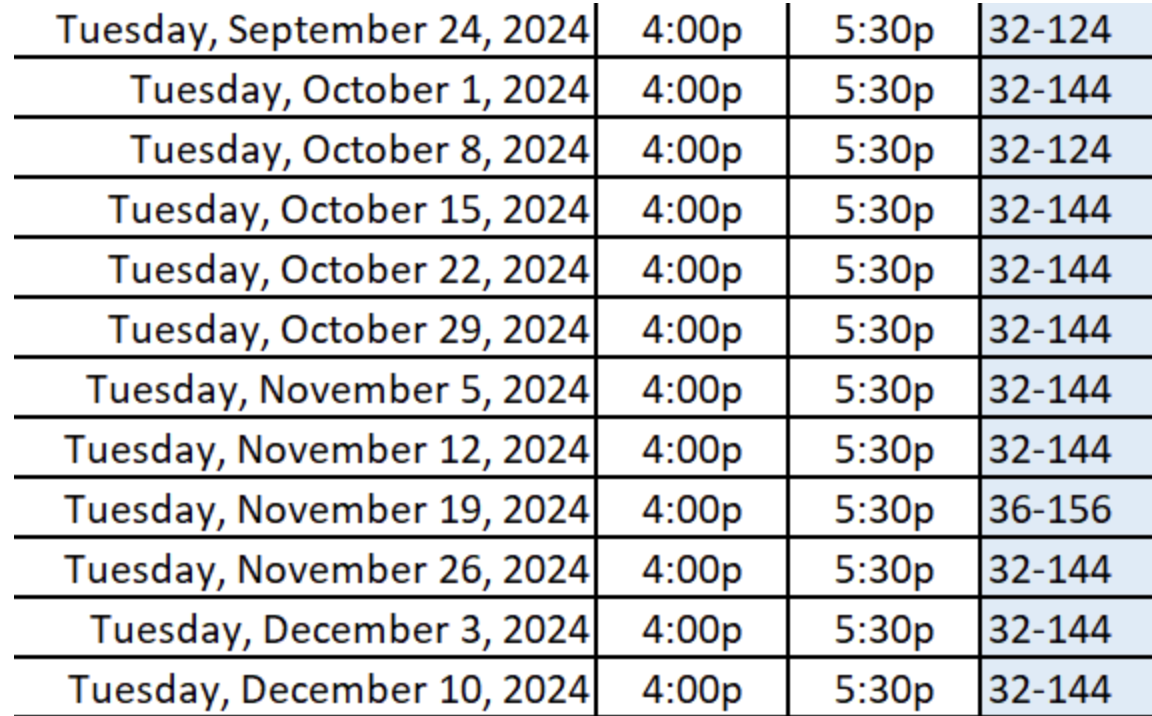 Tuesday, September 24, 2024 4:00p 5:30p 32-124
Tuesday, October 1, 2024 4:00p 5:30p 32-144
Tuesday, October 8, 2024 4:00p 5:30p 32-124
Tuesday, October 15, 2024 4:00p 5:30p 32-144
Tuesday, October 22, 2024 4:00p 5:30p 32-144
Tuesday, October 29, 2024 4:00p 5:30p 32-144
Tuesday, November 5, 2024 4:00p 5:30p 32-144
Tuesday, November 12, 2024 4:00p 5:30p 32-144
Tuesday, November 19, 2024 4:00p 5:30p 36-156
Tuesday, November 26, 2024 4:00p 5:30p 32-144
Tuesday, December 3, 2024 4:00p 5:30p 32-144
Tuesday, December 10, 2024 4:00p 5:30p 32-144